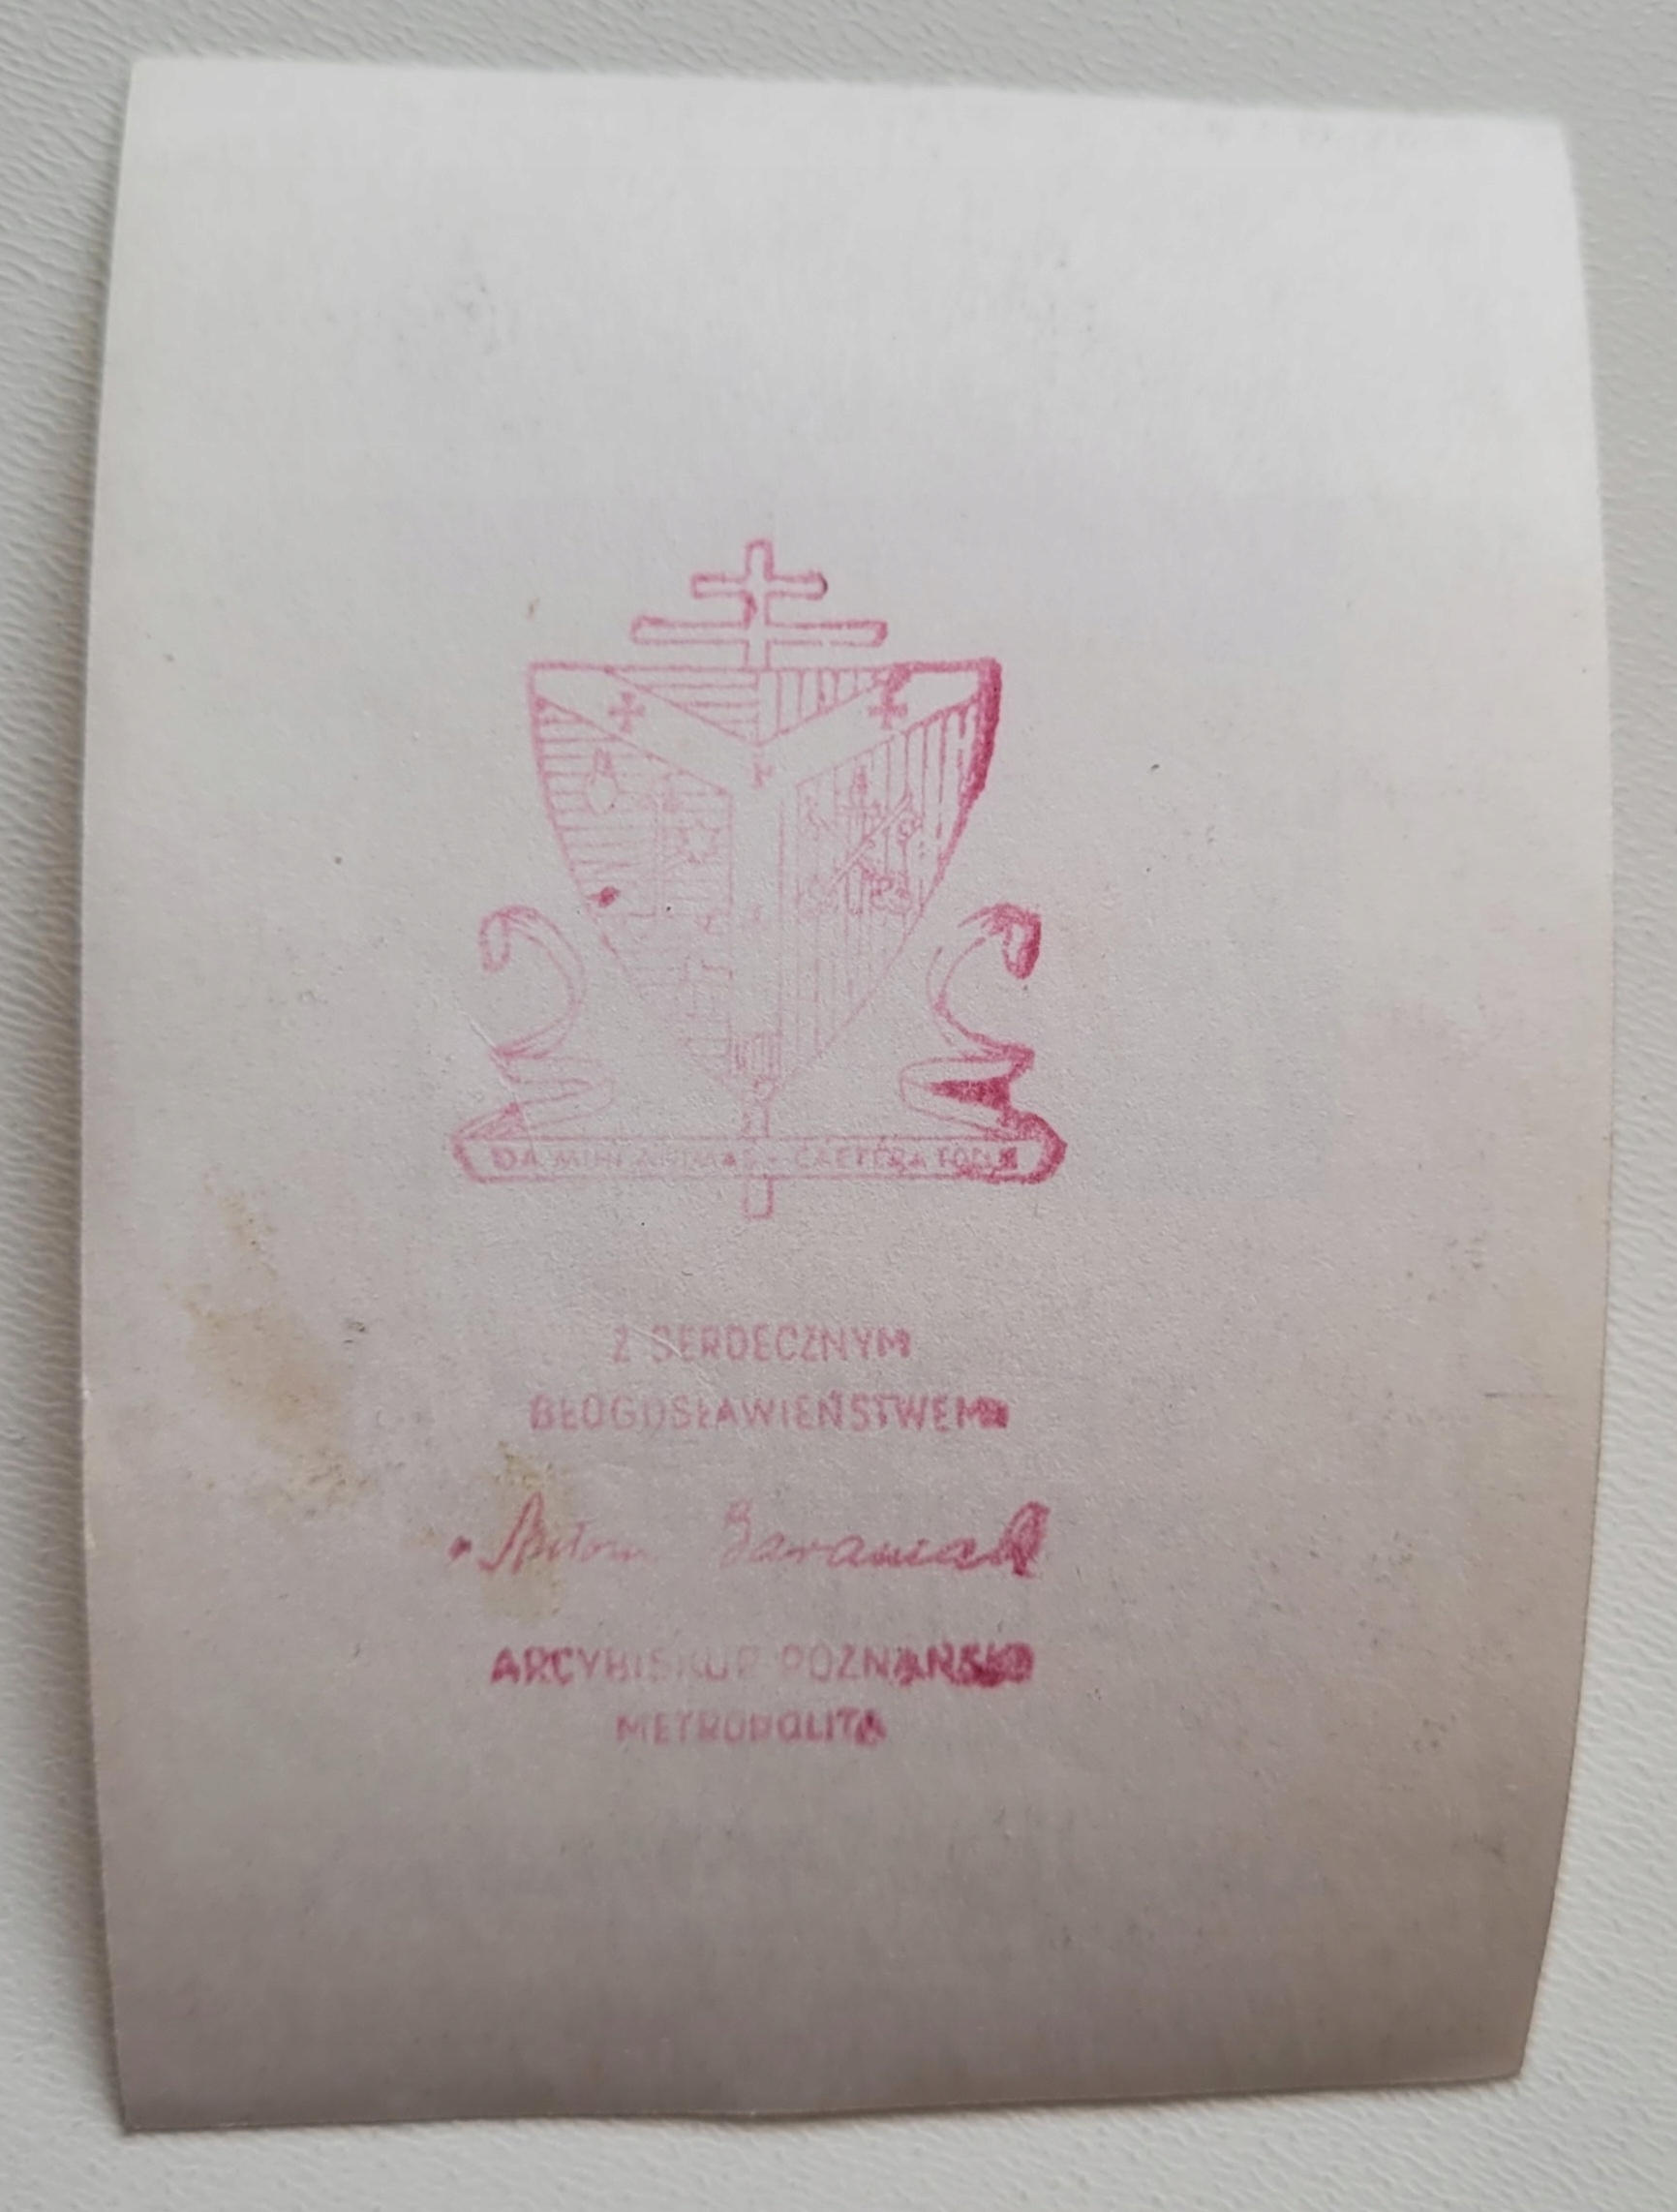 DA MIHI ANIMAS - CAETERA TOLLE
Z SERDECZNYM
BŁOGOSŁAWIEŃSTWEM
Antoni Baraniak
ARCYBISKUP POZNAŃSKI
METROPOLITA